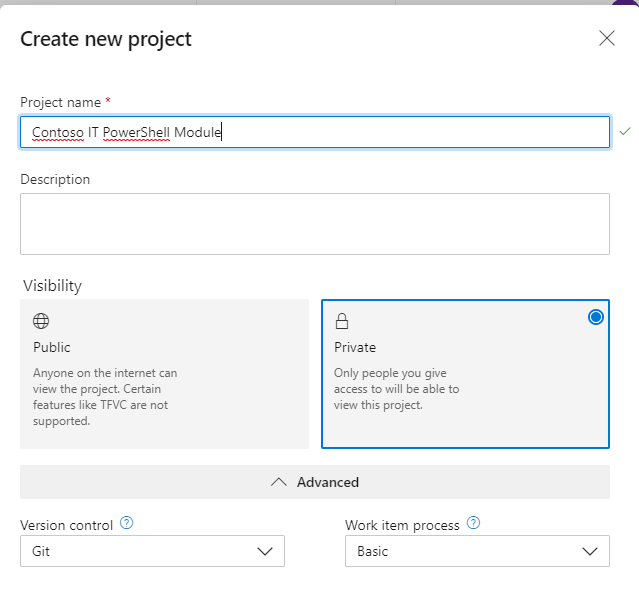 Create new project
Project name *
Contoso IT PowerShell Module
Description
Visibility
Public
Anyone on the internet can
view the project. Certain
features like TFVC are not
supported.
Private
Only people you give
access to will be able to
view this project.
Advanced
Version control ?
Git
Work item process ?
Basic